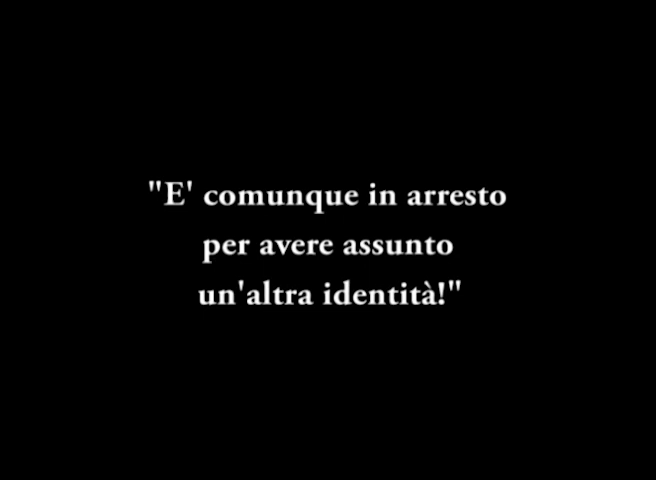 "E' comunque in arresto
per avere assunto
un'altra identità!"